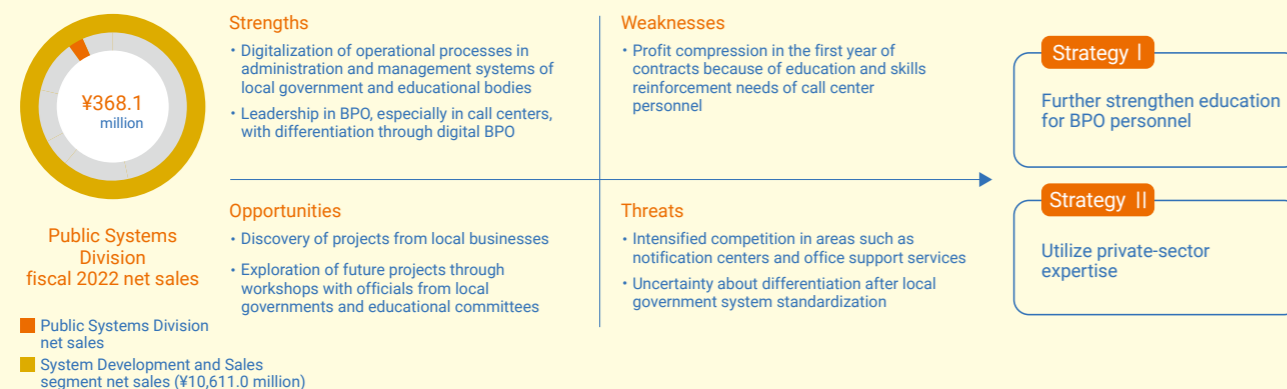 ¥368.1
million
Public Systems
Division
fiscal 2022 net sales
Public Systems Division
net sales
System Development and Sales
segment net sales (¥10,611.0 million)
Strengths
• Digitalization of operational processes in
administration and management systems of
local government and educational bodies
• Leadership in BPO, especially in call centers,
with differentiation through digital BPO
Weaknesses
• Profit compression in the first year of
contracts because of education and skills
reinforcement needs of call center
personnel
Opportunities
• Discovery of projects from local businesses
• Exploration of future projects through
workshops with officials from local
governments and educational committees
Threats
• Intensified competition in areas such as
notification centers and office support services
• Uncertainty about differentiation after local
government system standardization
Strategy I
Further strengthen education
for BPO personnel
Strategy II
Utilize private-sector
expertise